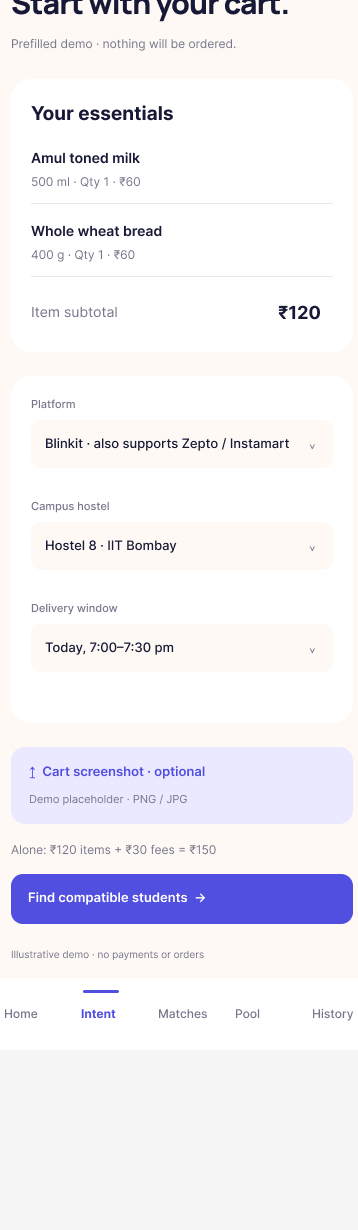 Start with your cart.
Prefilled demo · nothing will be ordered.
Your essentials
Amul toned milk
500 ml · Qty 1 · ₹60
Whole wheat bread
400 g · Qty 1 · ₹60
Item subtotal ₹120
Platform
Blinkit · also supports Zepto / Instamart
Campus hostel
Hostel 8 · IIT Bombay
Delivery window
Today, 7:00–7:30 pm
↥ Cart screenshot · optional
Demo placeholder · PNG / JPG
Alone: ₹120 items + ₹30 fees = ₹150
Find compatible students →
Illustrative demo · no payments or orders
Home Intent Matches Pool History